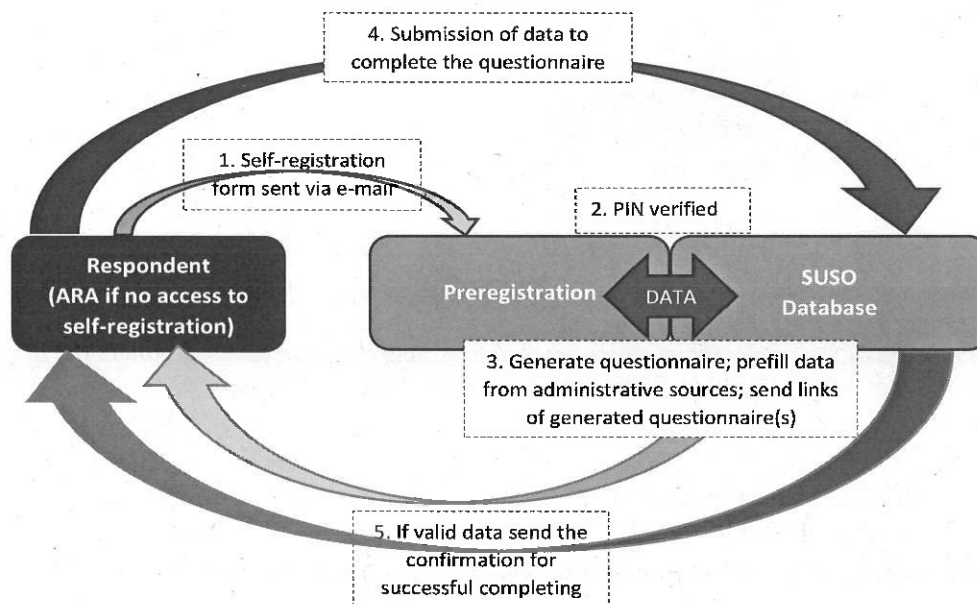 4. Submission of data to
complete the questionnaire
1. Self-registration
form sent via e-mail
2. PIN verified
Respondent
(ARA if no access to
self-registration)
Preregistration
DATA
SUSO
Database
3. Generate questionnaire; prefill data
from administrative sources; send links
of generated questionnaire(s)
5. If valid data send the
confirmation for
successful completing